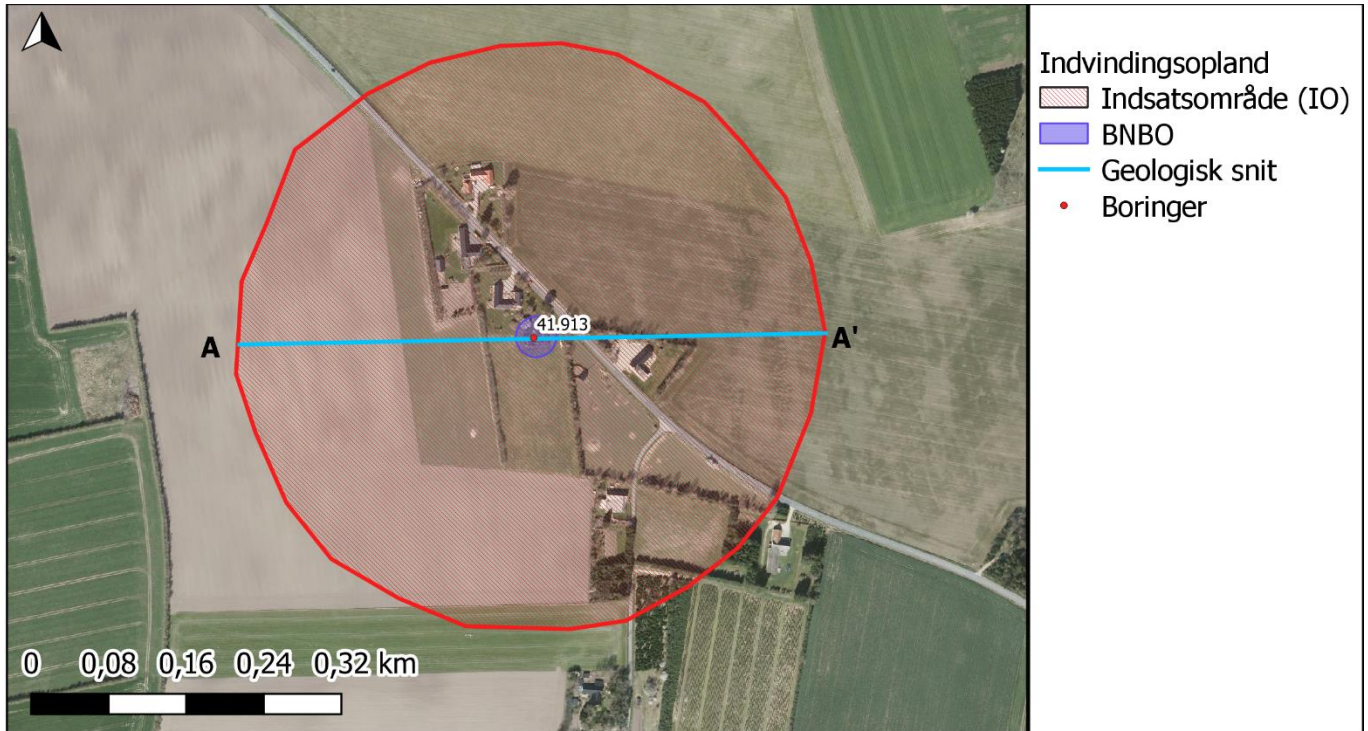 Indvindingsopland
Indsatsområde (IO)
BNBO
Geologisk snit
Boringer
41.913
A
A'
0 0,08 0,16 0,24 0,32 km